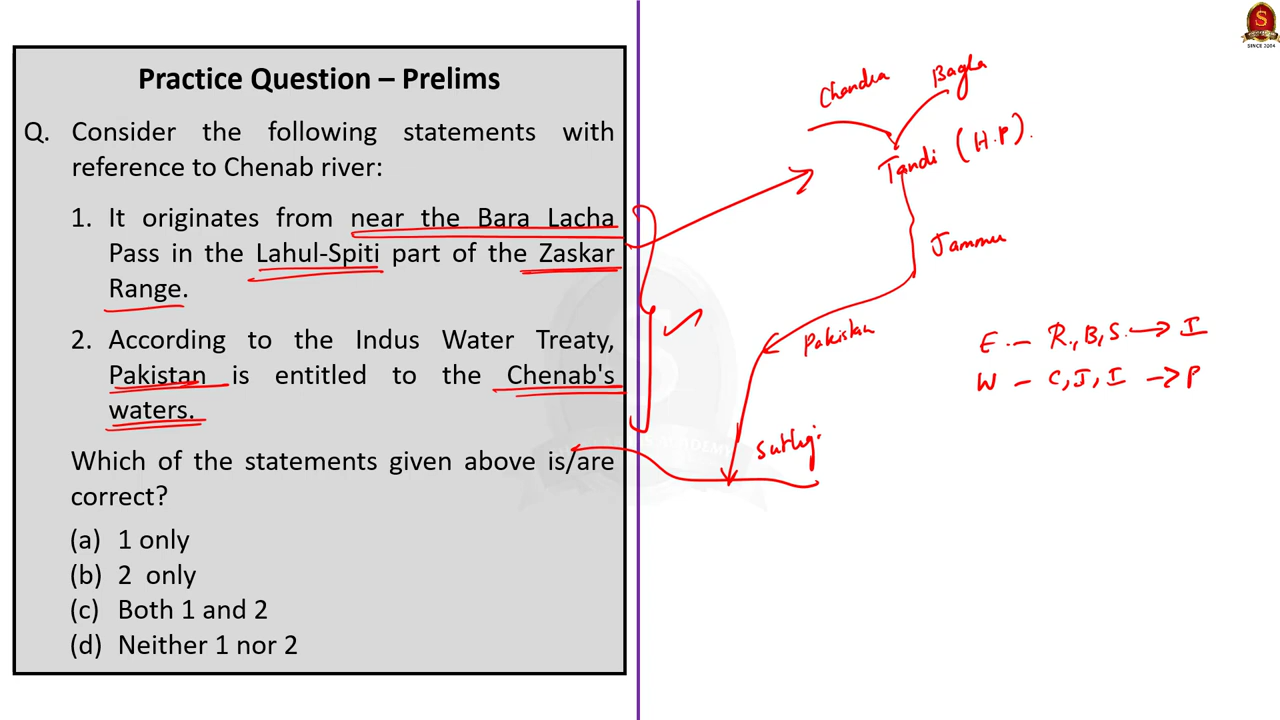 Practice Question – Prelims
Q. Consider the following statements with
reference to Chenab river:
1. It originates from near the Bara Lacha
Pass in the Lahul-Spiti part of the Zaskar
Range.
2. According to the Indus Water Treaty,
Pakistan is entitled to the Chenab's
waters.
Which of the statements given above is/are
correct?
(a) 1 only
(b) 2 only
(c) Both 1 and 2
(d) Neither 1 nor 2
S
SINCE 2004
Chandra
Bagha
Tandi (H.P).
Jammu
Pakistan
E - R, B, S. → I
W - C, J, I → P
Sutlej